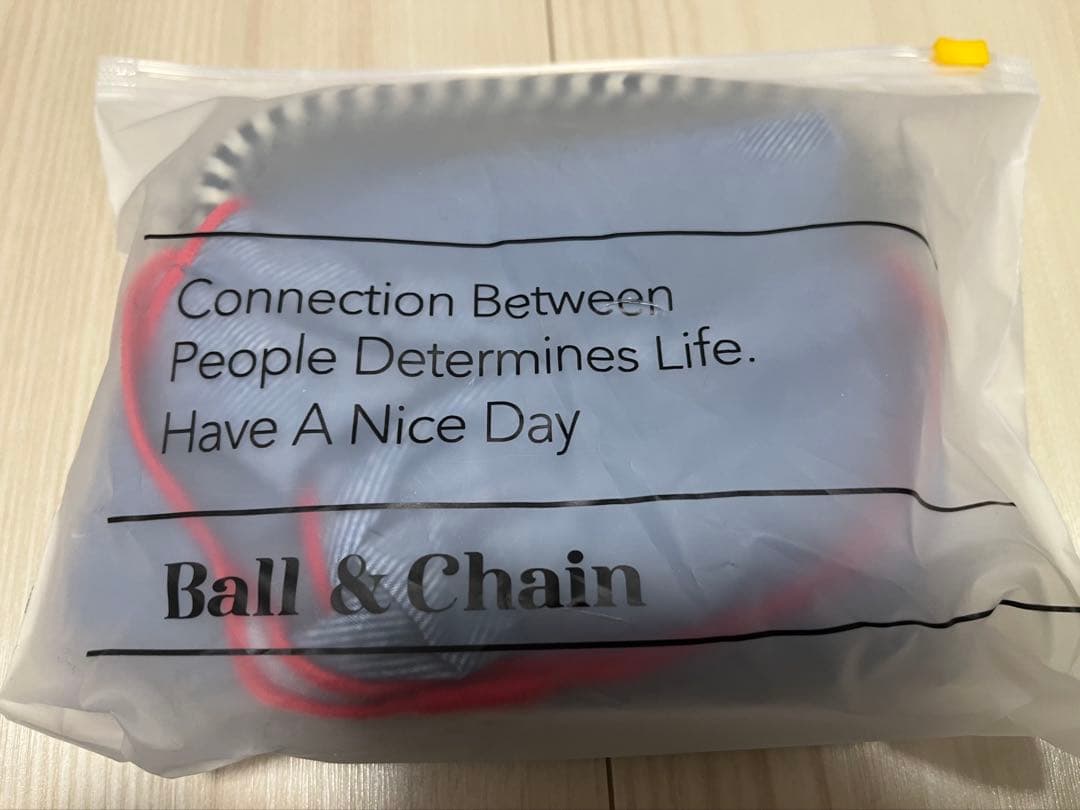 Connection Between
People Determines Life.
Have A Nice Day
Ball & Chain